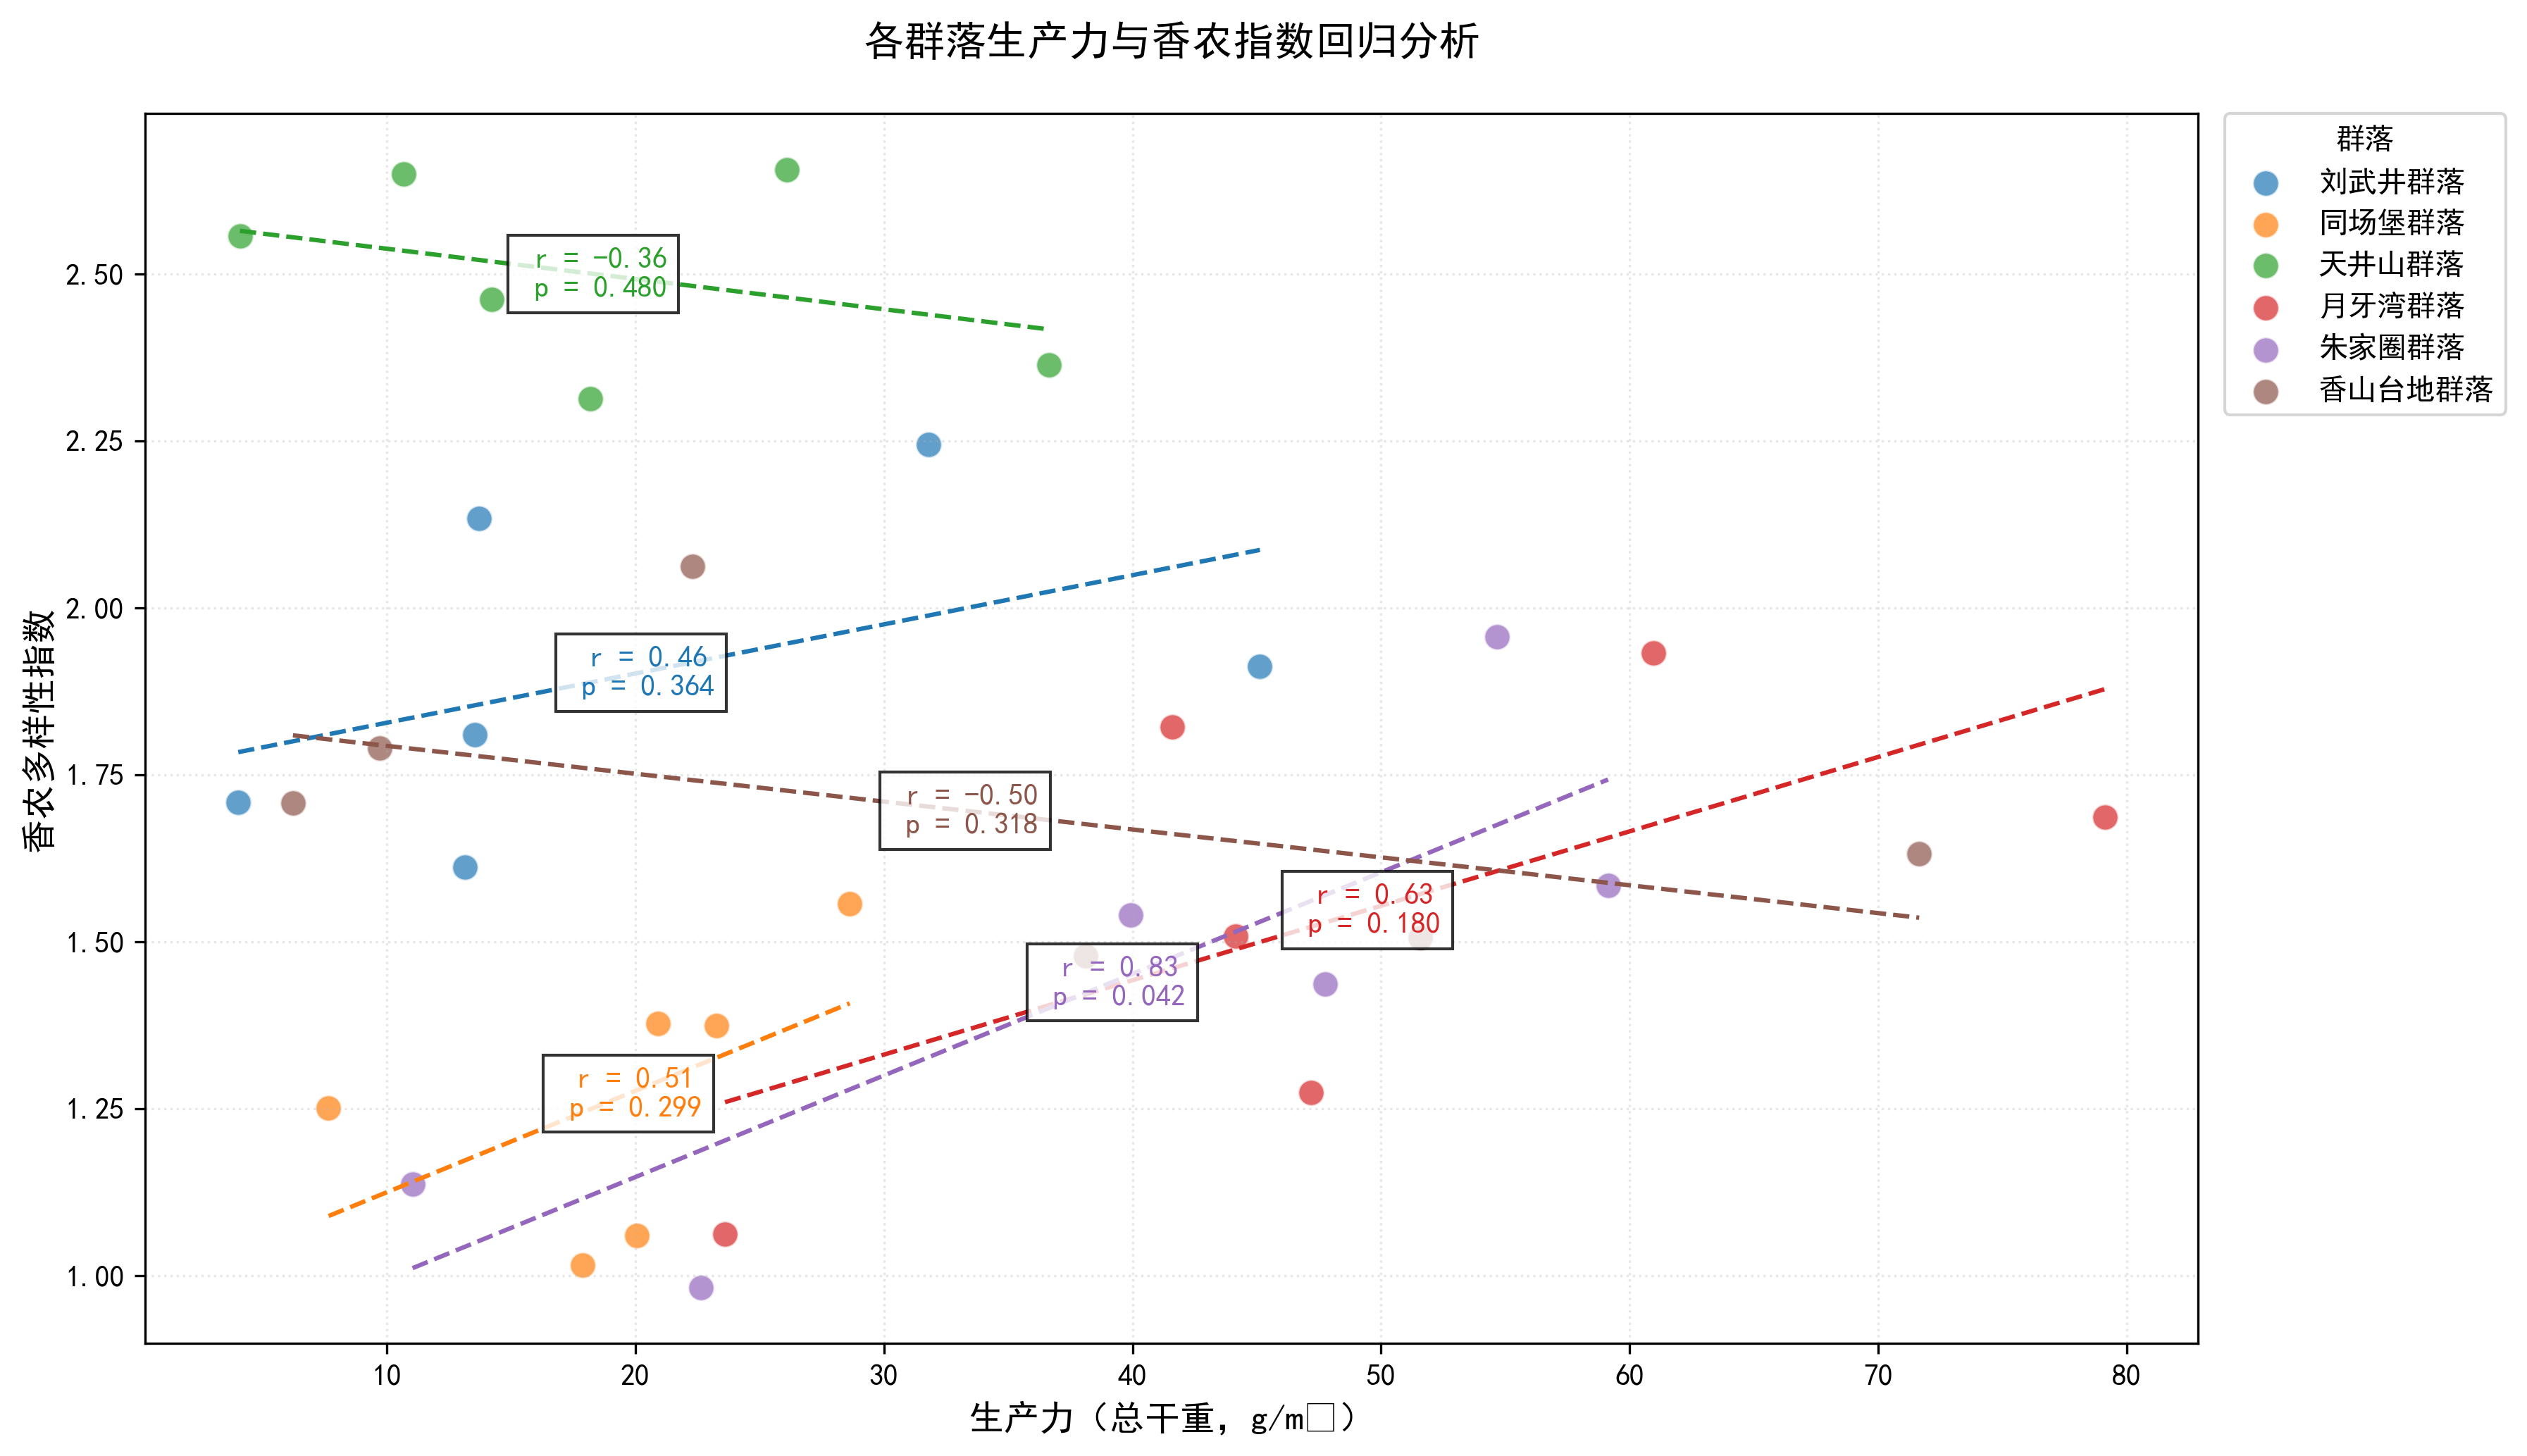 各群落生产力与香农指数回归分析
群落
刘武井群落
同场堡群落
天井山群落
月牙湾群落
朱家圈群落
香山台地群落
香农多样性指数
2.50
2.25
2.00
1.75
1.50
1.25
1.00
r = −0.36
p = 0.480
r = 0.46
p = 0.364
r = −0.50
p = 0.318
r = 0.63
p = 0.180
r = 0.83
p = 0.042
r = 0.51
p = 0.299
10 20 30 40 50 60 70 80
生产力（总干重，g/m□）